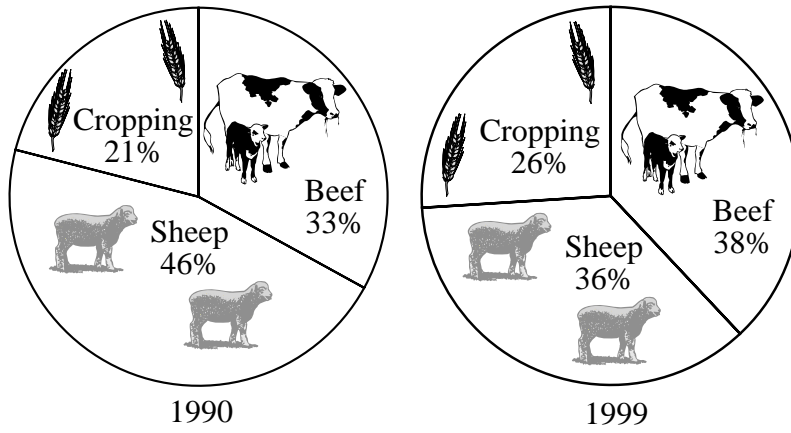 Cropping
21%
Beef
33%
Sheep
46%
1990
Cropping
26%
Beef
38%
Sheep
36%
1999